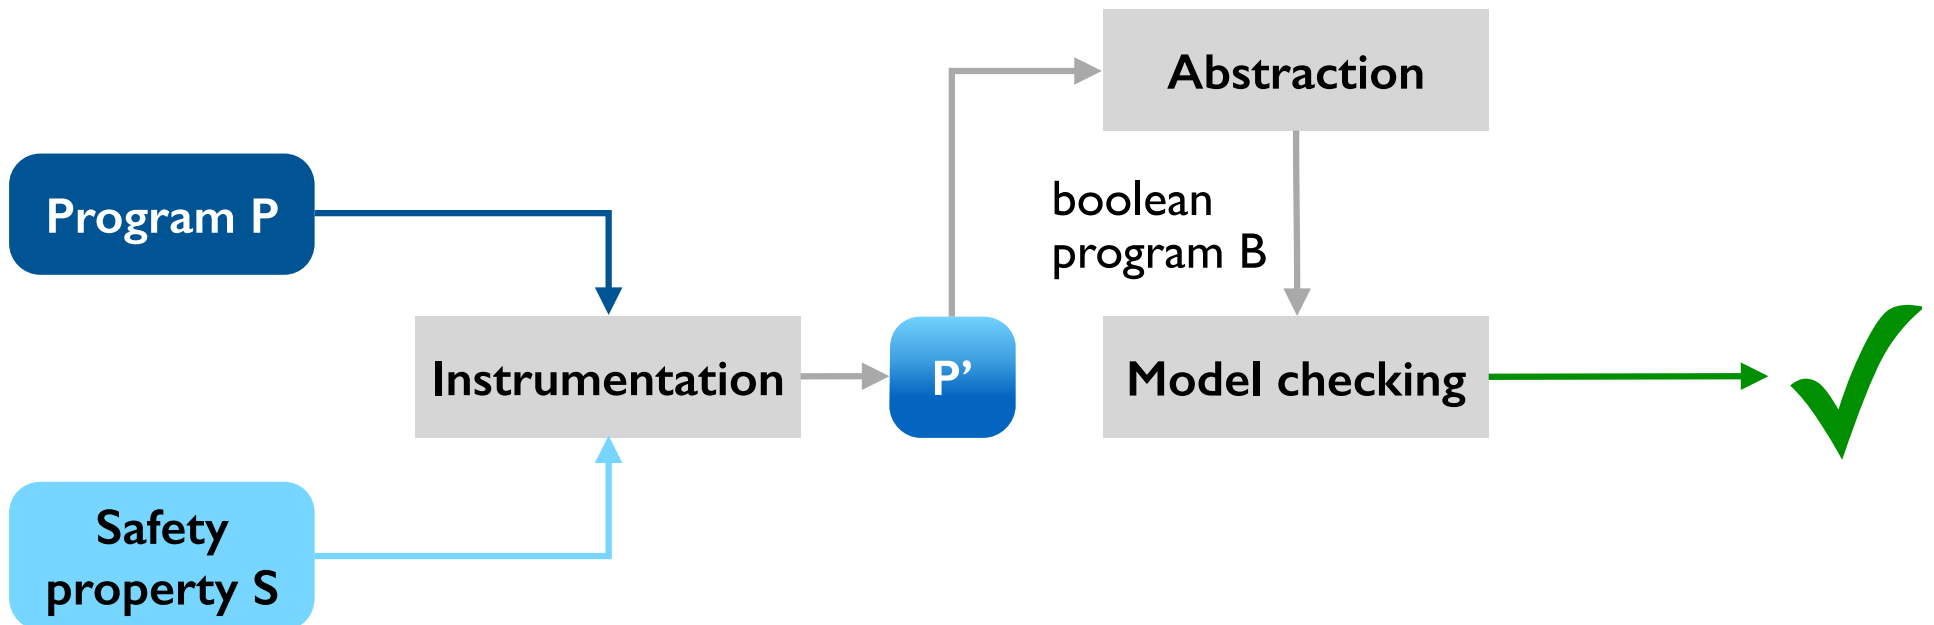 Abstraction
Program P
boolean
program B
Instrumentation
P’
Model checking
Safety
property S